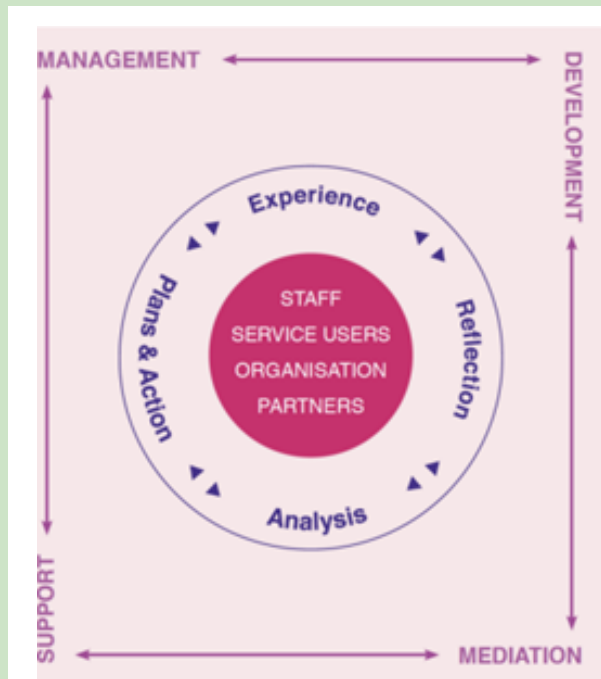 MANAGEMENT
DEVELOPMENT
Experience
Plans & Action
STAFF
SERVICE USERS
ORGANISATION
PARTNERS
Reflection
Analysis
SUPPORT
MEDIATION